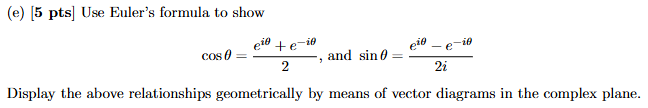 (e) [5 pts] Use Euler's formula to show
cos θ = (e^{iθ} + e^{−iθ})/2, and sin θ = (e^{iθ} − e^{−iθ})/2i
Display the above relationships geometrically by means of vector diagrams in the complex plane.